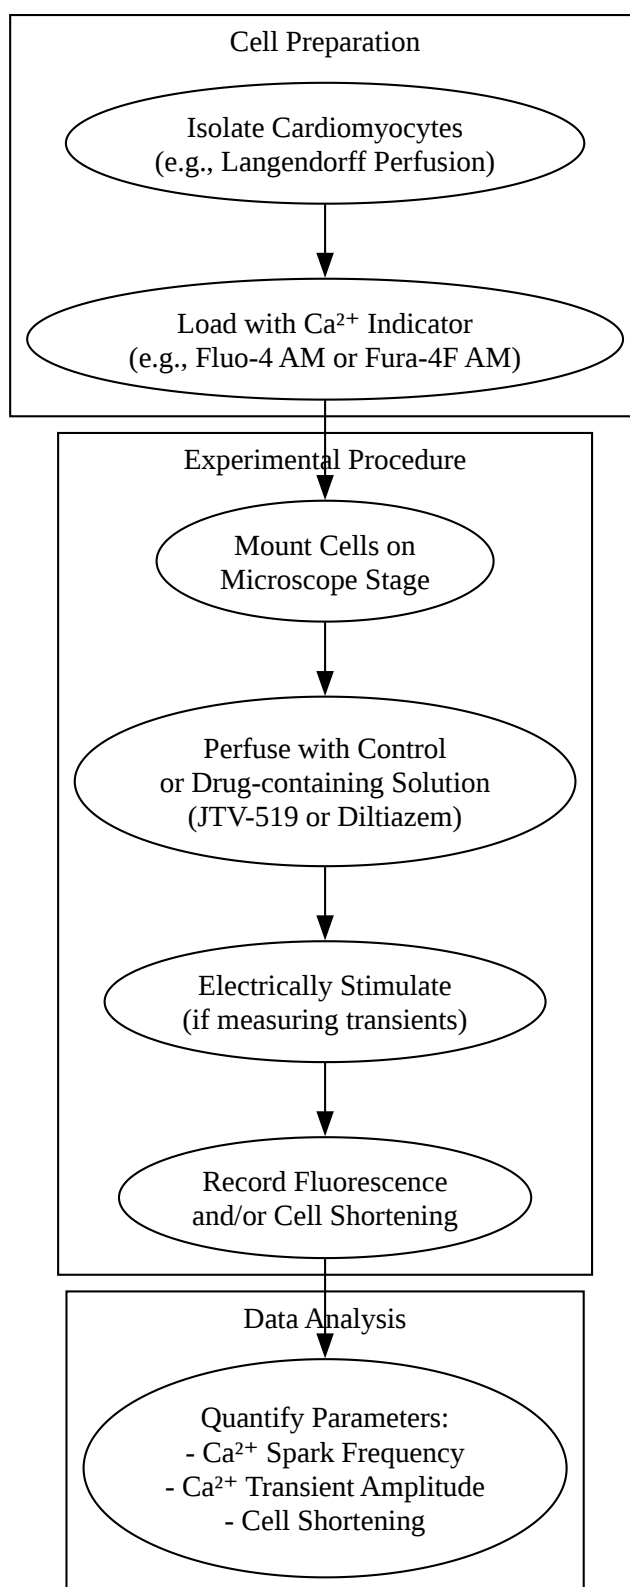 Cell Preparation
Isolate Cardiomyocytes
(e.g., Langendorff Perfusion)
Load with Ca²⁺ Indicator
(e.g., Fluo-4 AM or Fura-4F AM)
Experimental Procedure
Mount Cells on
Microscope Stage
Perfuse with Control
or Drug-containing Solution
(JTV-519 or Diltiazem)
Electrically Stimulate
(if measuring transients)
Record Fluorescence
and/or Cell Shortening
Data Analysis
Quantify Parameters:
- Ca²⁺ Spark Frequency
- Ca²⁺ Transient Amplitude
- Cell Shortening